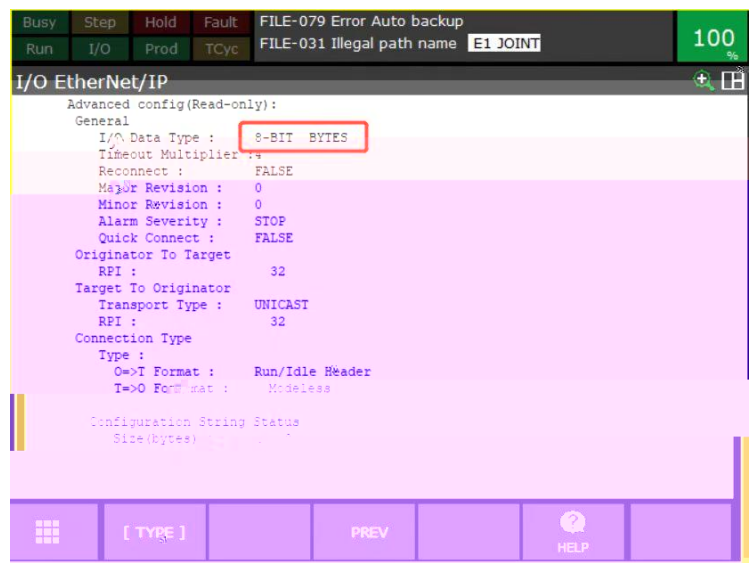 Busy Step Hold Fault FILE-079 Error Auto backup
Run I/O Prod TCyc FILE-031 Illegal path name E1 JOINT
100 %
I/O EtherNet/IP
Advanced config(Read-only):
General
I/O Data Type : 8-BIT BYTES
Timeout Multiplier :4
Reconnect : FALSE
Major Revision : 0
Minor Revision : 0
Alarm Severity : STOP
Quick Connect : FALSE
Originator To Target
RPI : 32
Target To Originator
Transport Type : UNICAST
RPI : 32
Connection Type
Type :
O=>T Format : Run/Idle Header
T=>O Format : Modeless
Configuration String Status
Size(bytes)
[ TYPE ] PREV HELP